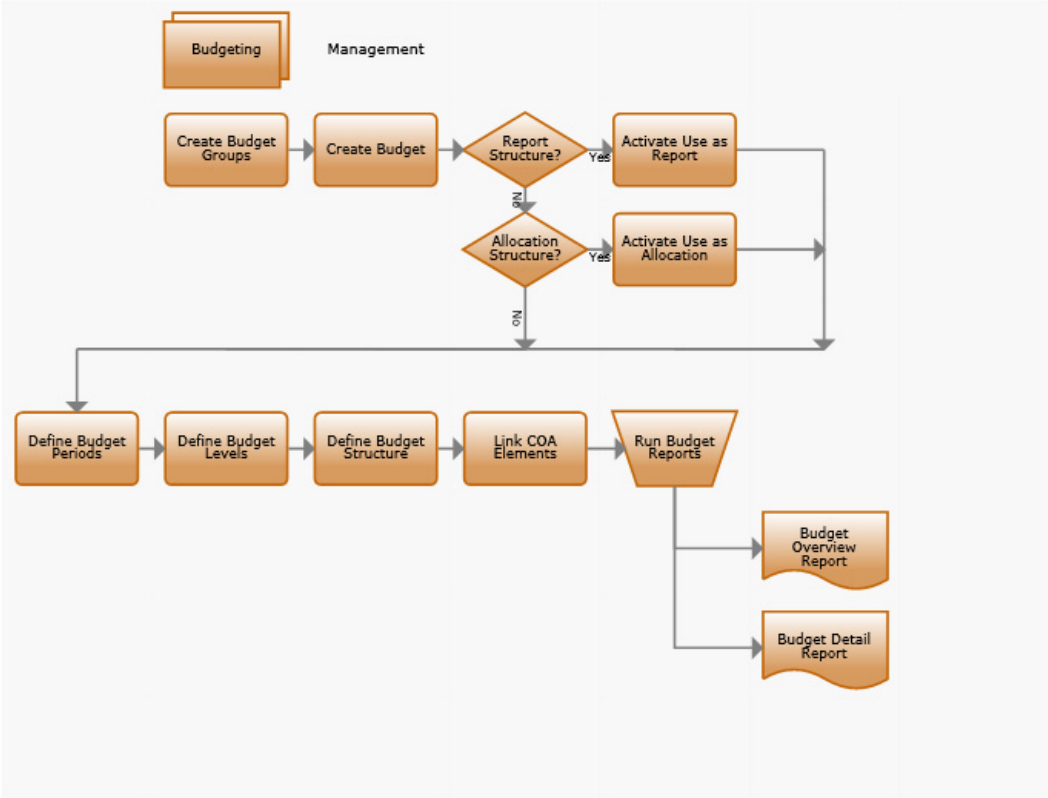 Budgeting
Management
Create Budget
Groups
Create Budget
Report
Structure?
Yes
Activate Use as
Report
No
Allocation
Structure?
Yes
Activate Use as
Allocation
No
Define Budget
Periods
Define Budget
Levels
Define Budget
Structure
Link COA
Elements
Run Budget
Reports
Budget
Overview
Report
Budget Detail
Report